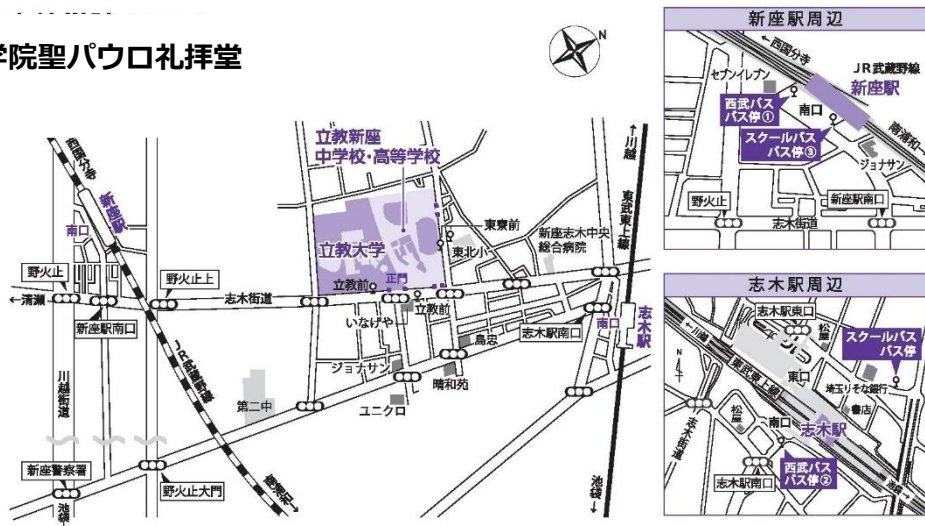 学院聖パウロ礼拝堂
N
西国分寺
新座駅
南口
野火止
←清瀬
新座駅南口
川越街道
新座警察署
池袋
野火止上
志木街道
JR武蔵野線
野火止大門
南浦和→
第二中
立教新座
中学校・高等学校
立教大学
正門
立教前
立教前
いなげや
ジョナサン
ユニクロ
島忠
晴和苑
東寮前
東北小
新座志木中央
総合病院
志木駅南口
南口
志木駅
←川越
東武東上線
池袋→
新座駅周辺
←西国分寺
JR武蔵野線
新座駅
セブンイレブン
西武バス
バス停①
南口
スクールバス
バス停③
南浦和→
ジョナサン
野火止
新座駅南口
志木街道
志木駅周辺
志木駅東口
松屋
スクールバス
バス停
←川越
N
東武東上線
東口
埼玉りそな銀行
書店
松屋
南口
志木駅
志木街道
西武バス
バス停②
志木駅南口
池袋→